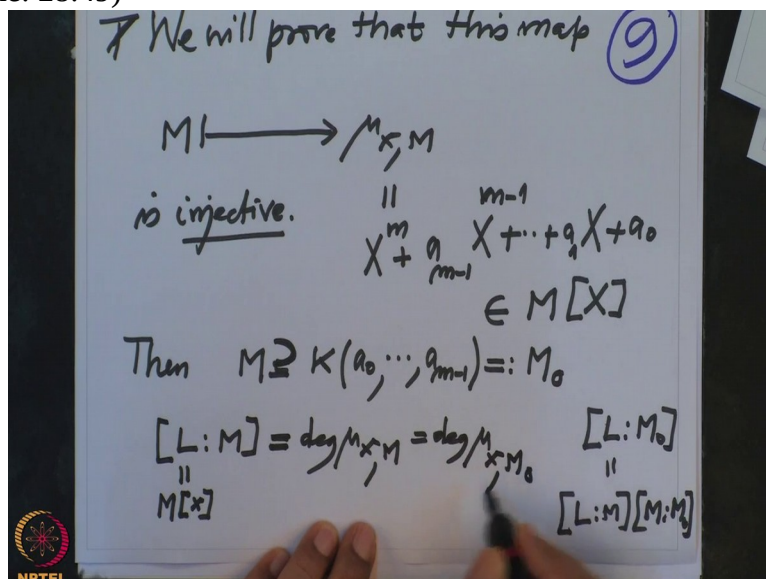 We will prove that this map
9
M ⟼ μ_{x,M}
||
is injective.
X^m + a_{m-1} X^{m-1} + ·· + a_1 X + a_0
∈ M[X]
Then M ⊇ K(a_0, ···, a_{m-1}) =: M_0
[L:M] = deg μ_{x,M} = deg μ_{x,M_0} [L:M_0]
|| ||
M[x] [L:M][M:M_0]
NPTEL